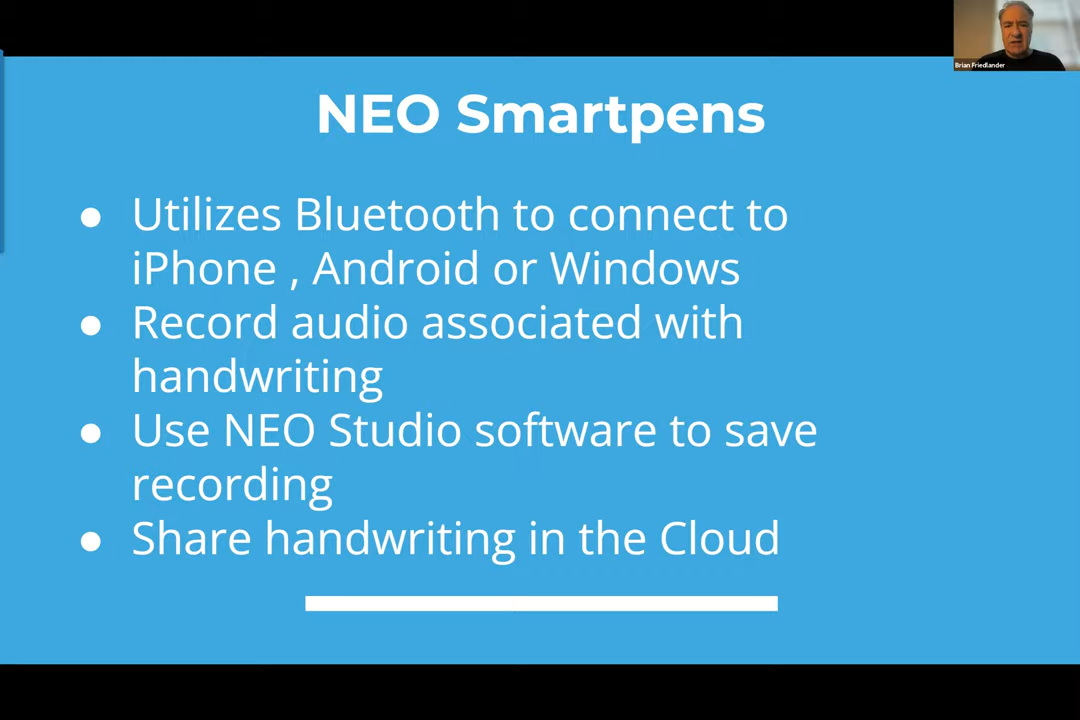 NEO Smartpens
● Utilizes Bluetooth to connect to
iPhone , Android or Windows
● Record audio associated with
handwriting
● Use NEO Studio software to save
recording
● Share handwriting in the Cloud
Brian Friedlander